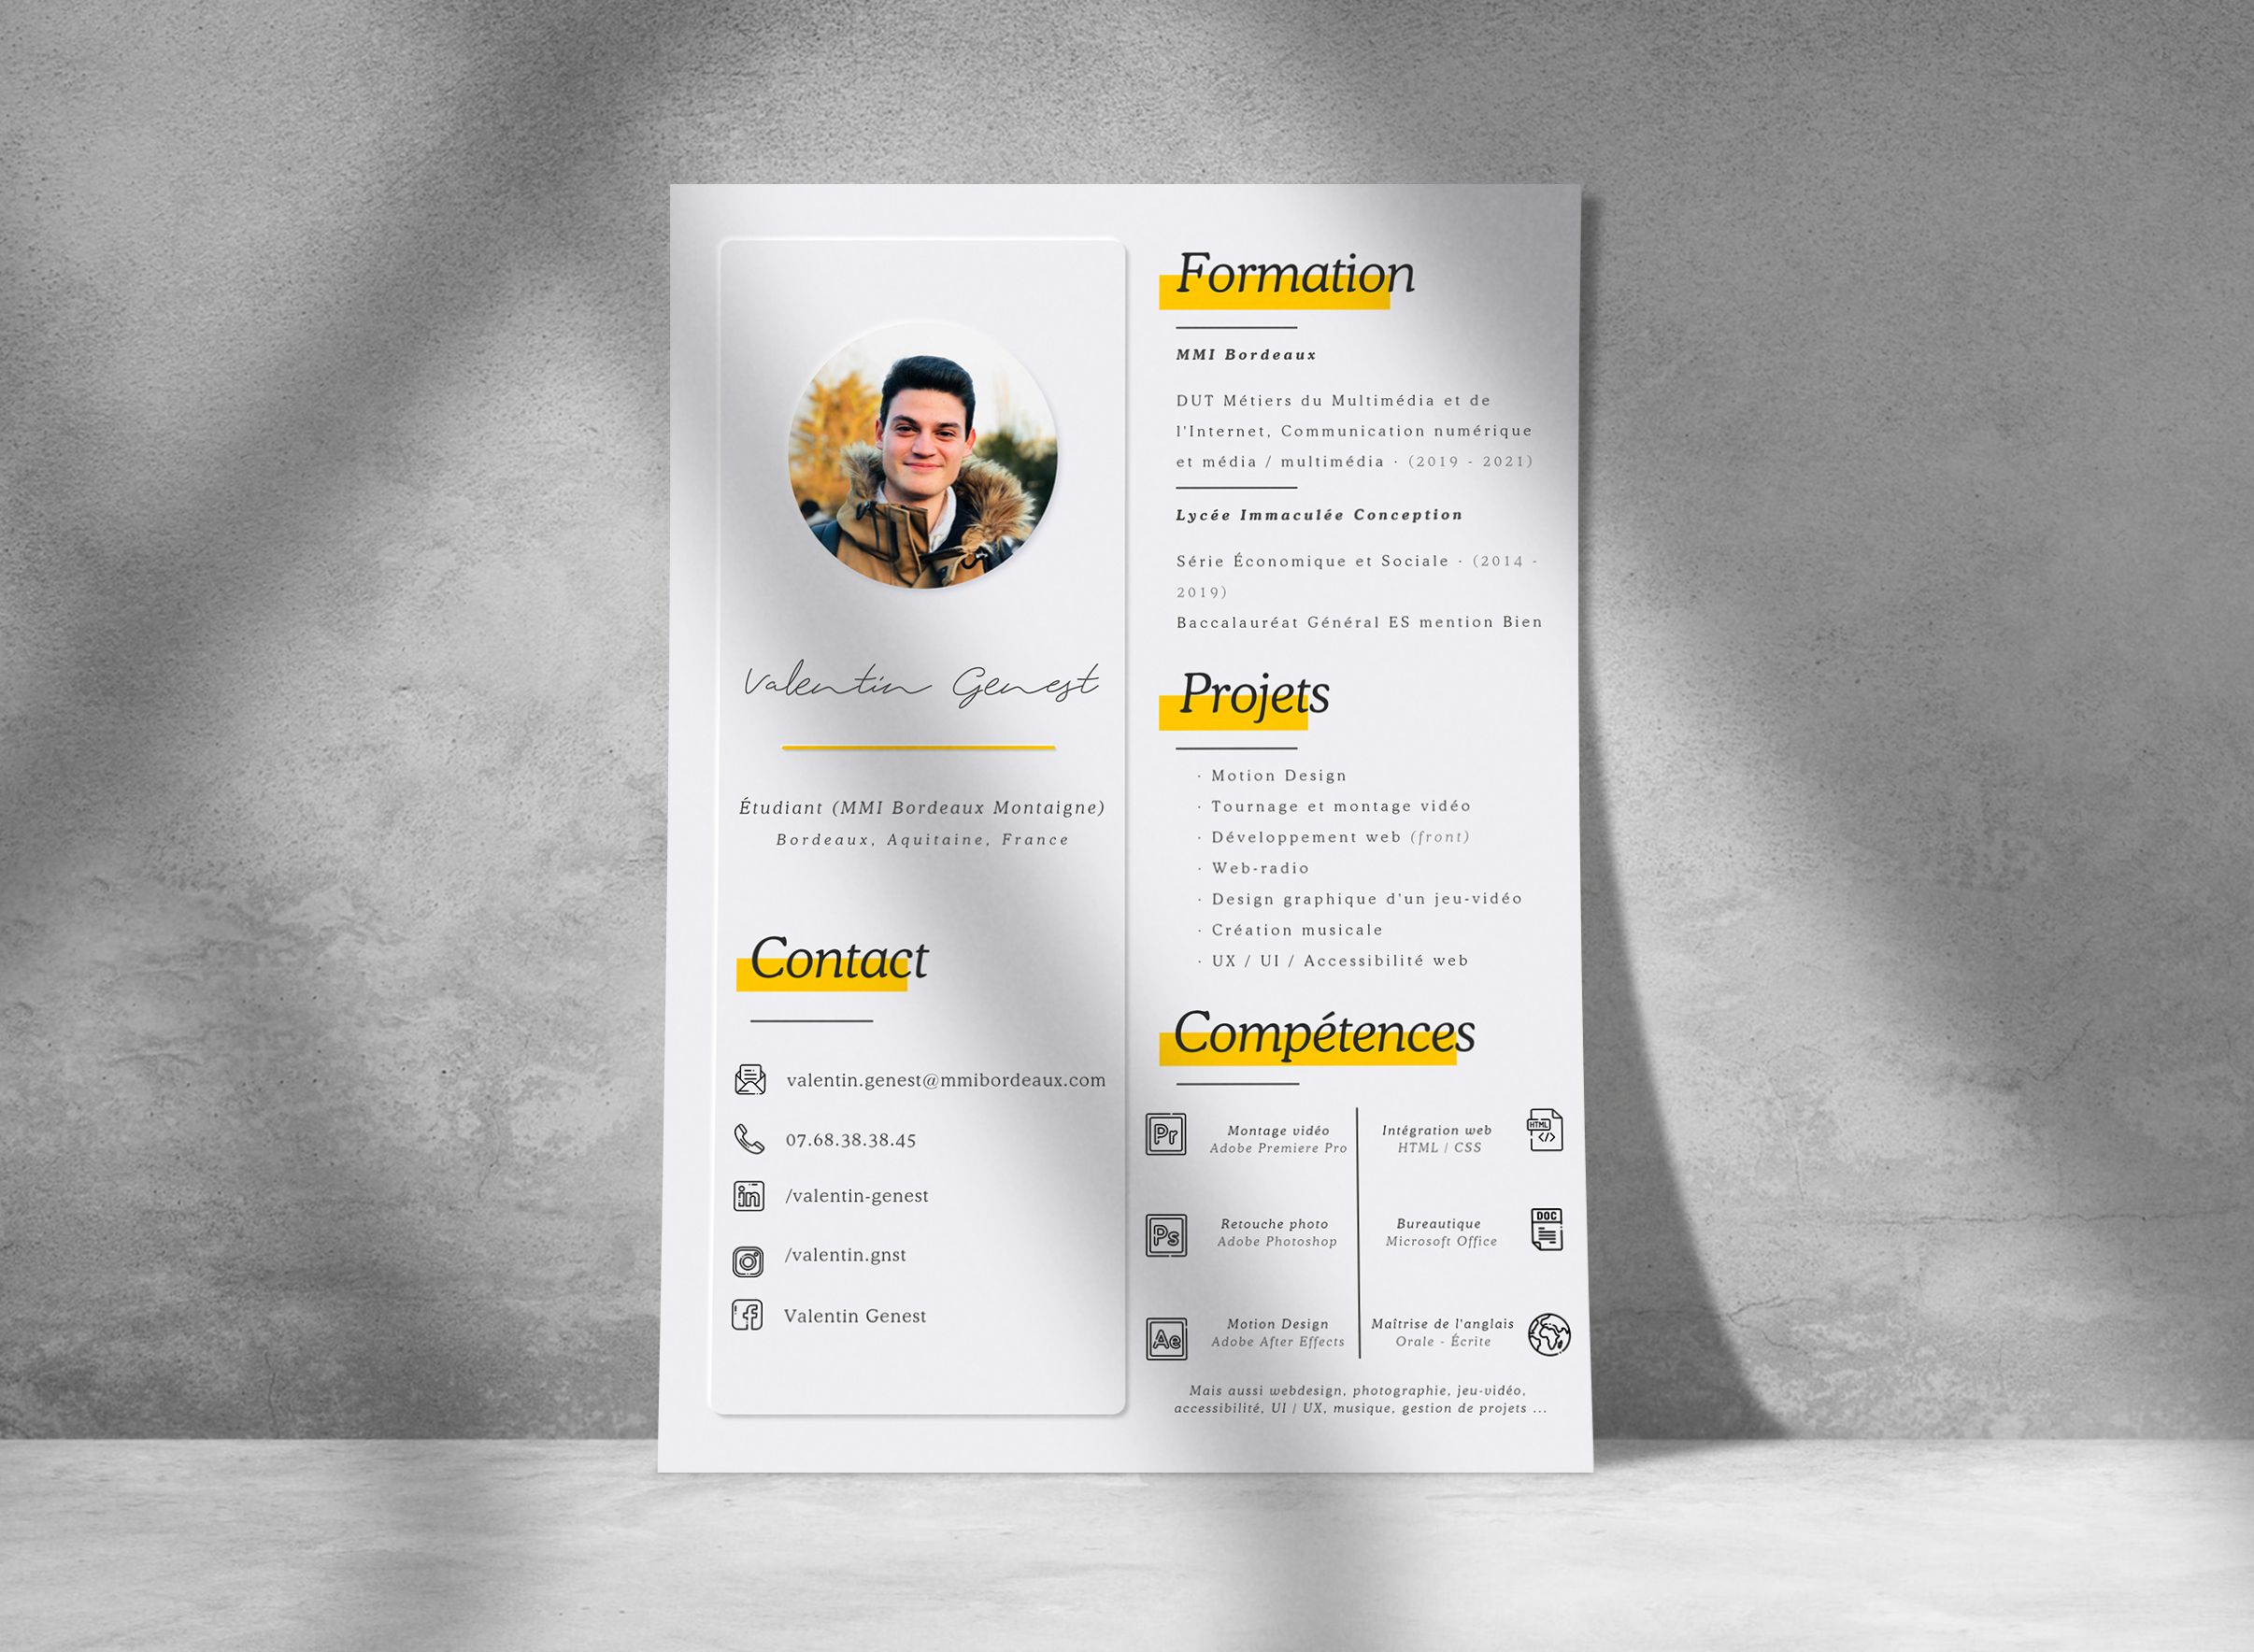 Valentin Genest
Étudiant (MMI Bordeaux Montaigne)
Bordeaux, Aquitaine, France
Contact
valentin.genest@mmibordeaux.com
07.68.38.38.45
in
/valentin-genest
/valentin.gnst
f
Valentin Genest
Formation
MMI Bordeaux
DUT Métiers du Multimédia et de
l'Internet, Communication numérique
et média / multimédia · (2019 - 2021)
Lycée Immaculée Conception
Série Économique et Sociale · (2014 -
2019)
Baccalauréat Général ES mention Bien
Projets
· Motion Design
· Tournage et montage vidéo
· Développement web (front)
· Web-radio
· Design graphique d'un jeu-vidéo
· Création musicale
· UX / UI / Accessibilité web
Compétences
Pr
Montage vidéo
Adobe Premiere Pro
Intégration web
HTML / CSS
HTML
</>
Ps
Retouche photo
Adobe Photoshop
Bureautique
Microsoft Office
DOC
Ae
Motion Design
Adobe After Effects
Maîtrise de l'anglais
Orale - Écrite
Mais aussi webdesign, photographie, jeu-vidéo,
accessibilité, UI / UX, musique, gestion de projets ...